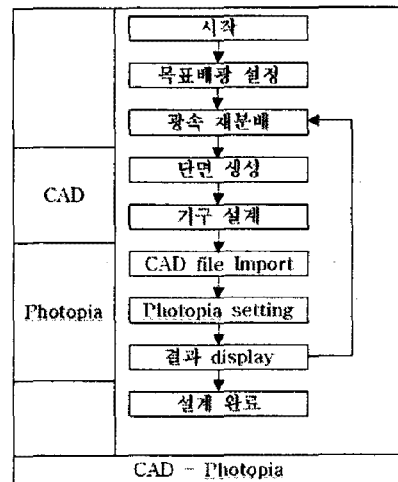 시작
목표배광 설정
광속 재분배
단면 생성
CAD
기구 설계
CAD file Import
Photopia
Photopia setting
결과 display
설계 완료
CAD - Photopia